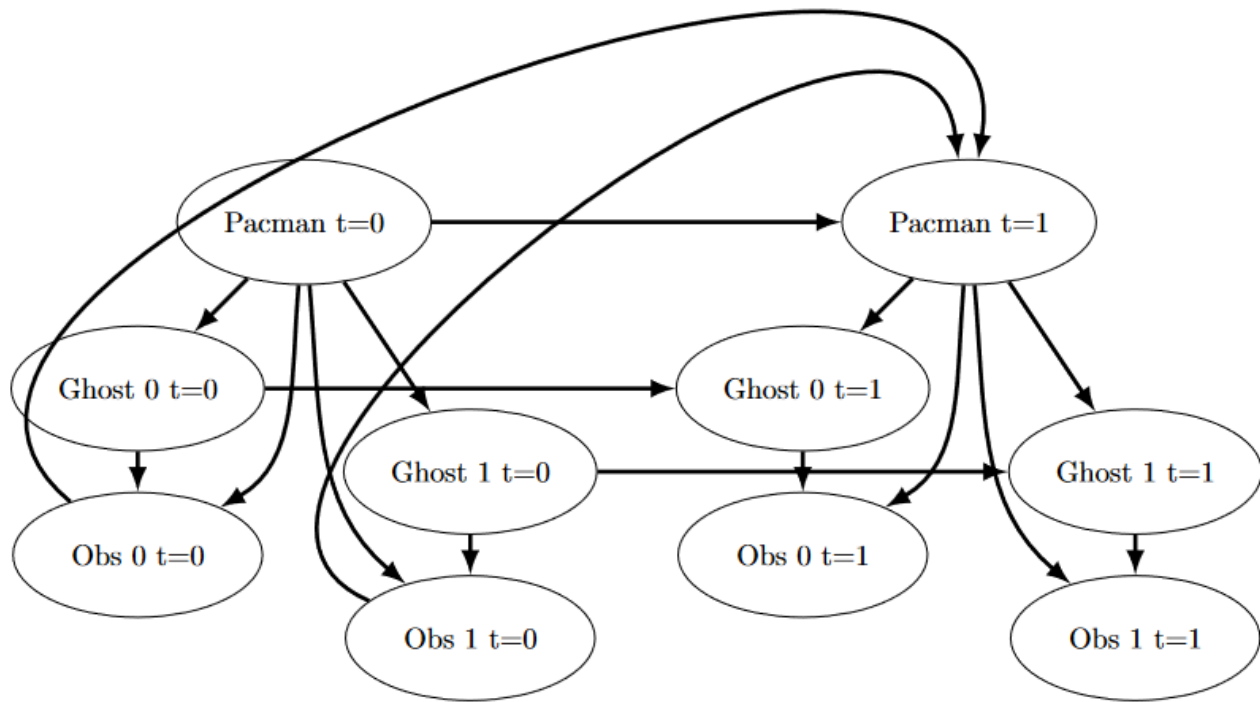 Pacman t=0
Pacman t=1
Ghost 0 t=0
Ghost 0 t=1
Ghost 1 t=0
Ghost 1 t=1
Obs 0 t=0
Obs 0 t=1
Obs 1 t=0
Obs 1 t=1